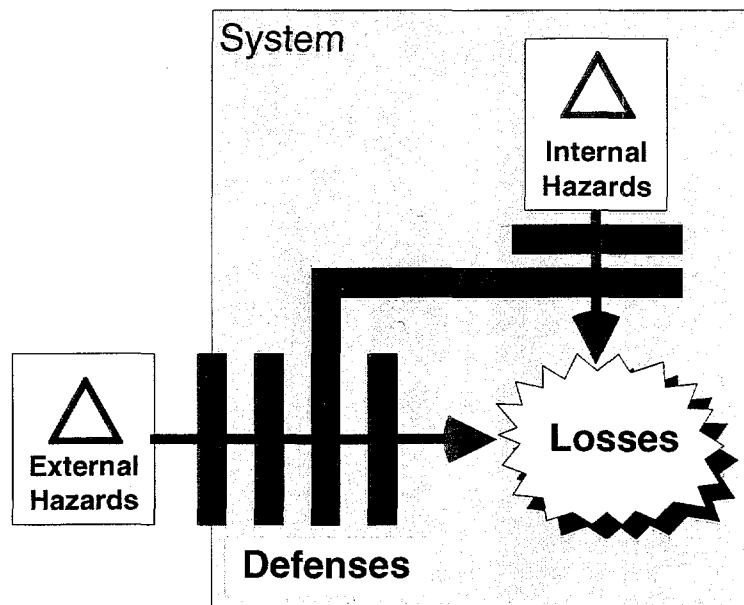 System
Internal
Hazards
External
Hazards
Losses
Defenses